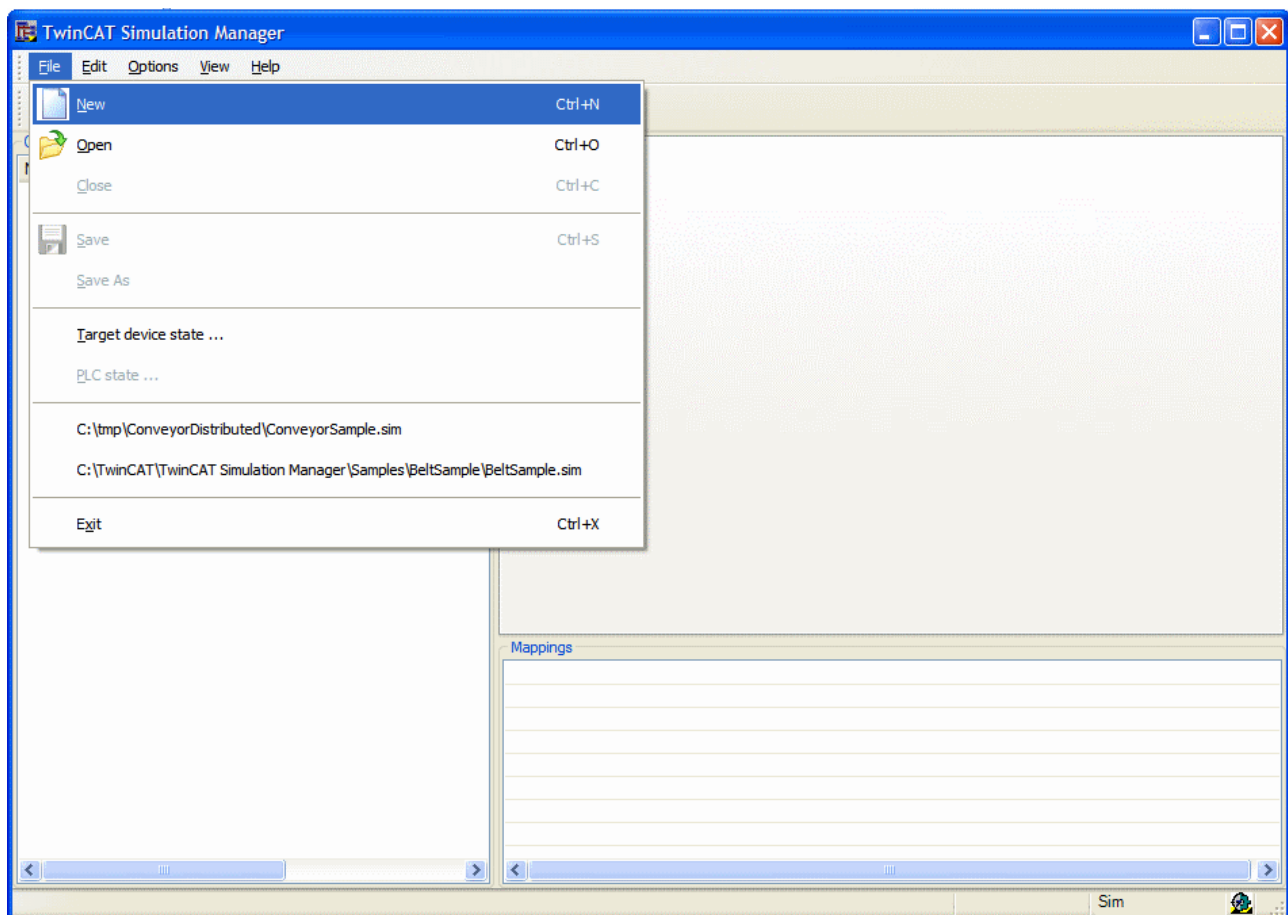 TwinCAT Simulation Manager
File Edit Options View Help
New Ctrl+N
Open Ctrl+O
Close Ctrl+C
Save Ctrl+S
Save As
Target device state ...
PLC state ...
C:\tmp\ConveyorDistributed\ConveyorSample.sim
C:\TwinCAT\TwinCAT Simulation Manager\Samples\BeltSample\BeltSample.sim
Exit Ctrl+X
Mappings
Sim